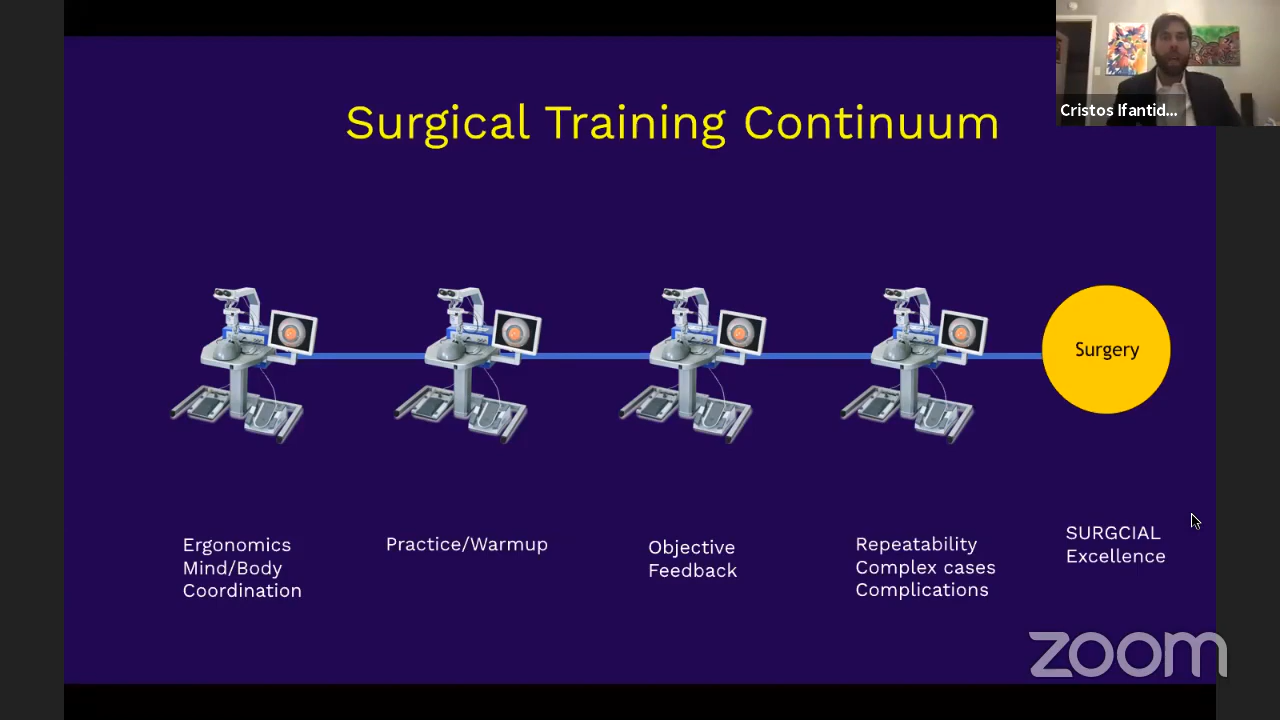 Cristos Ifantid...
Surgical Training Continuum
Surgery
Ergonomics
Mind/Body
Coordination
Practice/Warmup
Objective
Feedback
Repeatability
Complex cases
Complications
SURGCIAL
Excellence
zoom